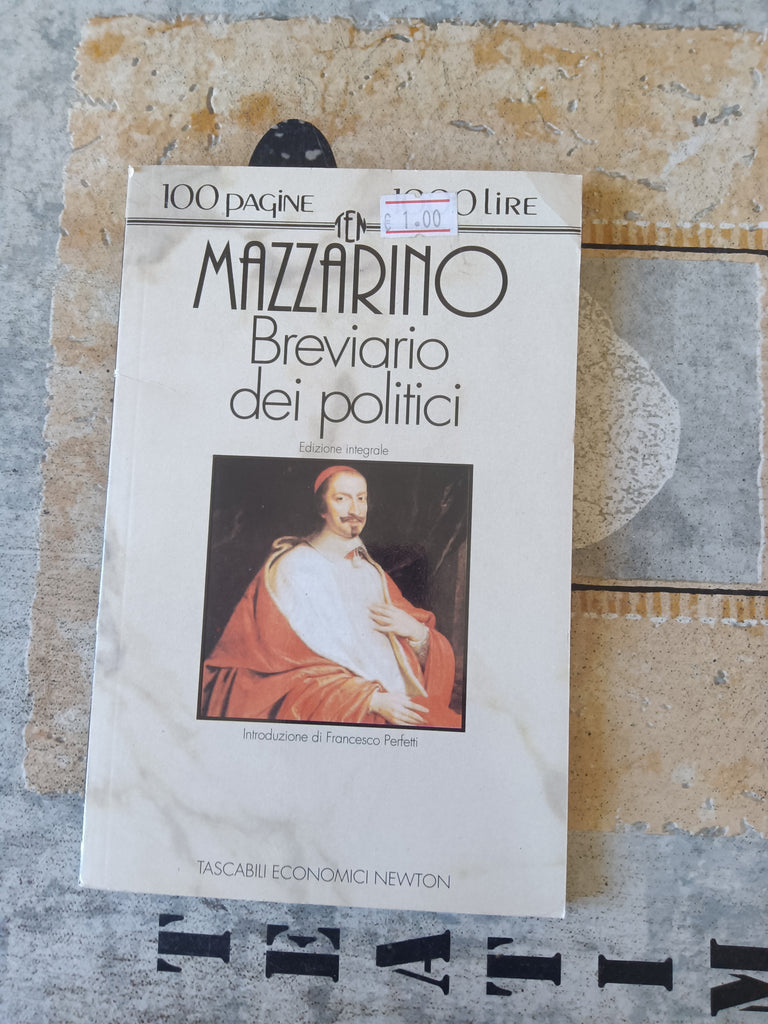 100 PAGINE
LIRE
€ 1.00
TEN
MAZZARINO
Breviario
dei politici
Edizione integrale
Introduzione di Francesco Perfetti
TASCABILI ECONOMICI NEWTON
TEATIM